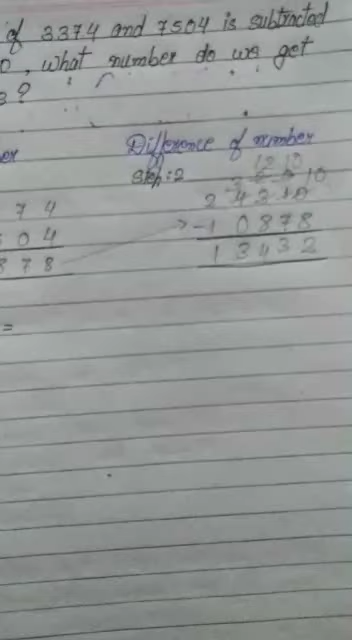 of 3374 and 7504 is subtracted
0, what number do we get
3?
Difference of number
Step:2
12 10
10
7 4
2 4 3 1 0
0 4
- 1 0 8 7 8
8 7 8
1 3 4 3 2
=